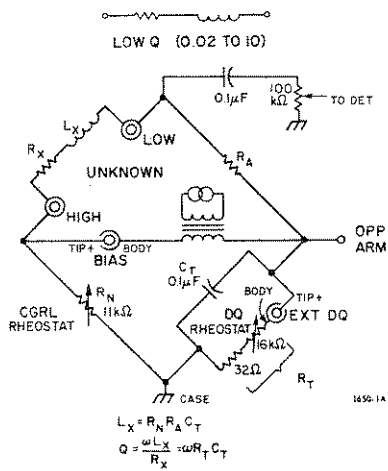 LOW Q (0.02 TO 10)
0.1µF
100 kΩ
TO DET
LX
LOW
RX
RA
UNKNOWN
HIGH
TIP+
BODY
BIAS
OPP ARM
CT
0.1µF
BODY
TIP+
EXT DQ
DQ RHEOSTAT
16kΩ
32Ω
RT
RN
11kΩ
CGRL RHEOSTAT
CASE
1650-1A
LX = RN RA CT
Q = ωLX/RX = ωRT CT